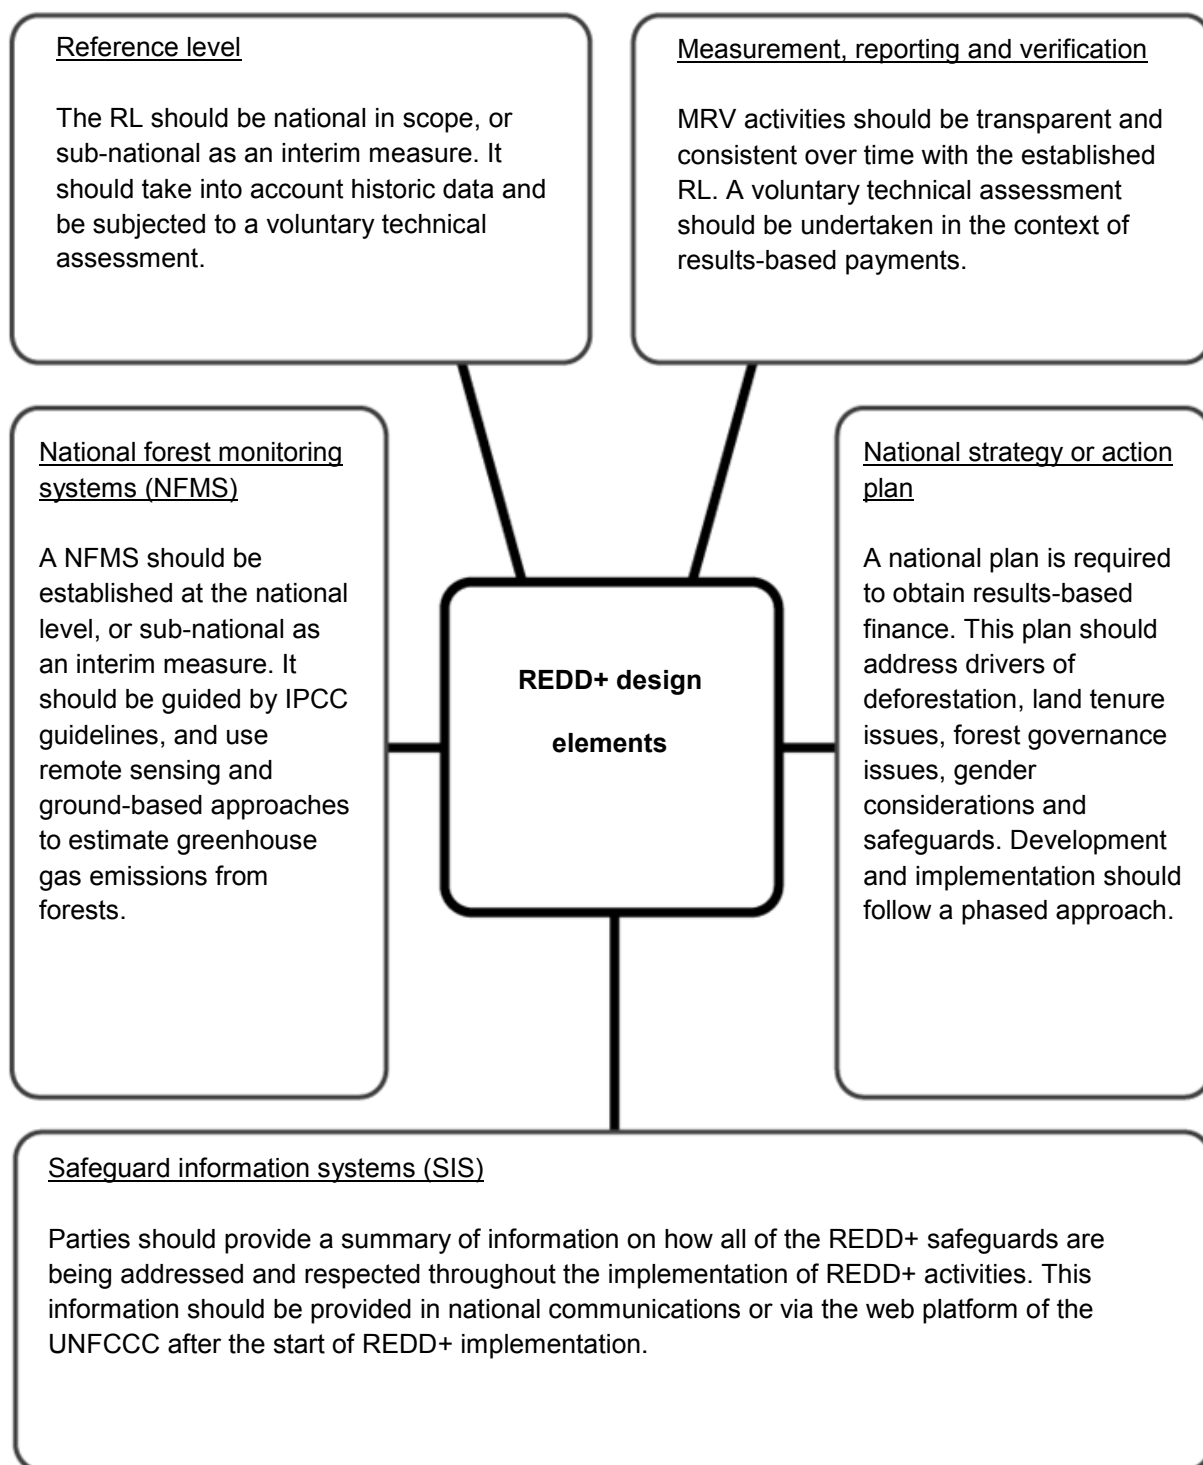 Reference level
The RL should be national in scope, or
sub-national as an interim measure. It
should take into account historic data and
be subjected to a voluntary technical
assessment.
Measurement, reporting and verification
MRV activities should be transparent and
consistent over time with the established
RL. A voluntary technical assessment
should be undertaken in the context of
results-based payments.
National forest monitoring
systems (NFMS)
A NFMS should be
established at the national
level, or sub-national as
an interim measure. It
should be guided by IPCC
guidelines, and use
remote sensing and
ground-based approaches
to estimate greenhouse
gas emissions from
forests.
REDD+ design
elements
National strategy or action
plan
A national plan is required
to obtain results-based
finance. This plan should
address drivers of
deforestation, land tenure
issues, forest governance
issues, gender
considerations and
safeguards. Development
and implementation should
follow a phased approach.
Safeguard information systems (SIS)
Parties should provide a summary of information on how all of the REDD+ safeguards are
being addressed and respected throughout the implementation of REDD+ activities. This
information should be provided in national communications or via the web platform of the
UNFCCC after the start of REDD+ implementation.